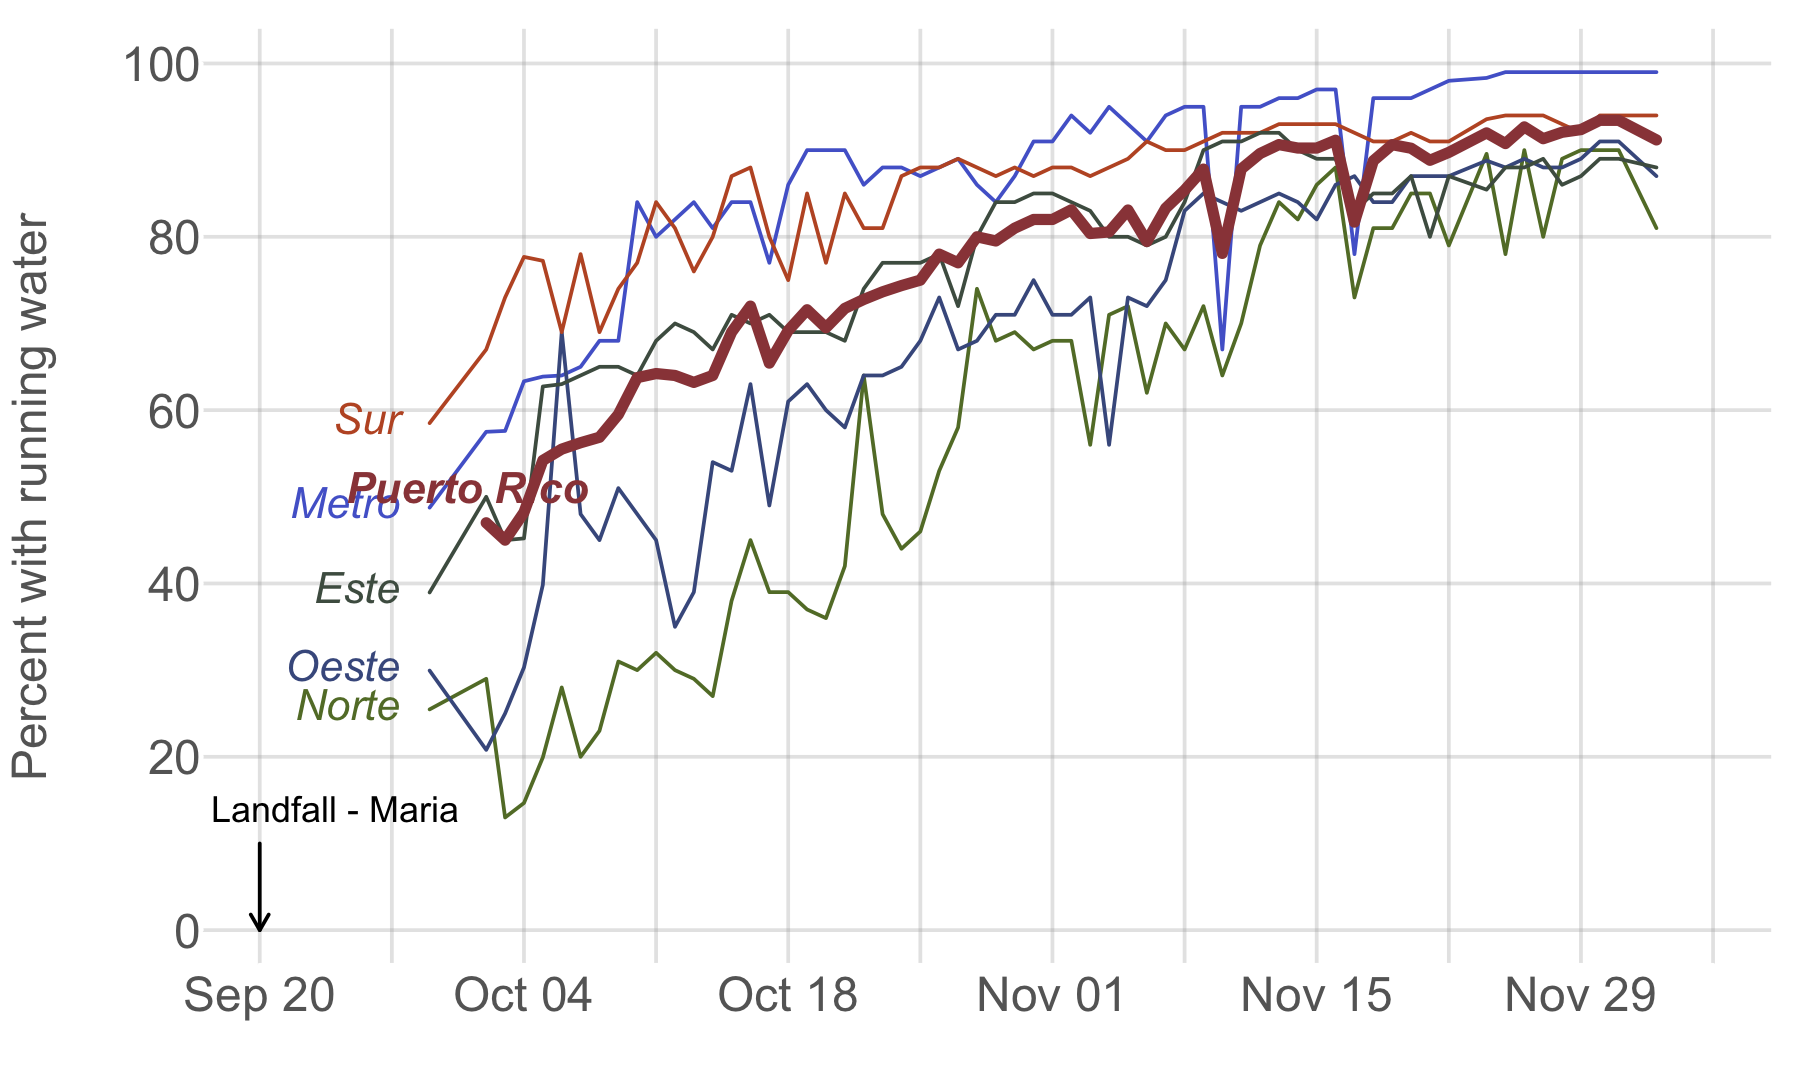 Percent with running water
100
80
60
40
20
0
Sur
Puerto Rico
Metro
Este
Oeste
Norte
Landfall - Maria
Sep 20
Oct 04
Oct 18
Nov 01
Nov 15
Nov 29